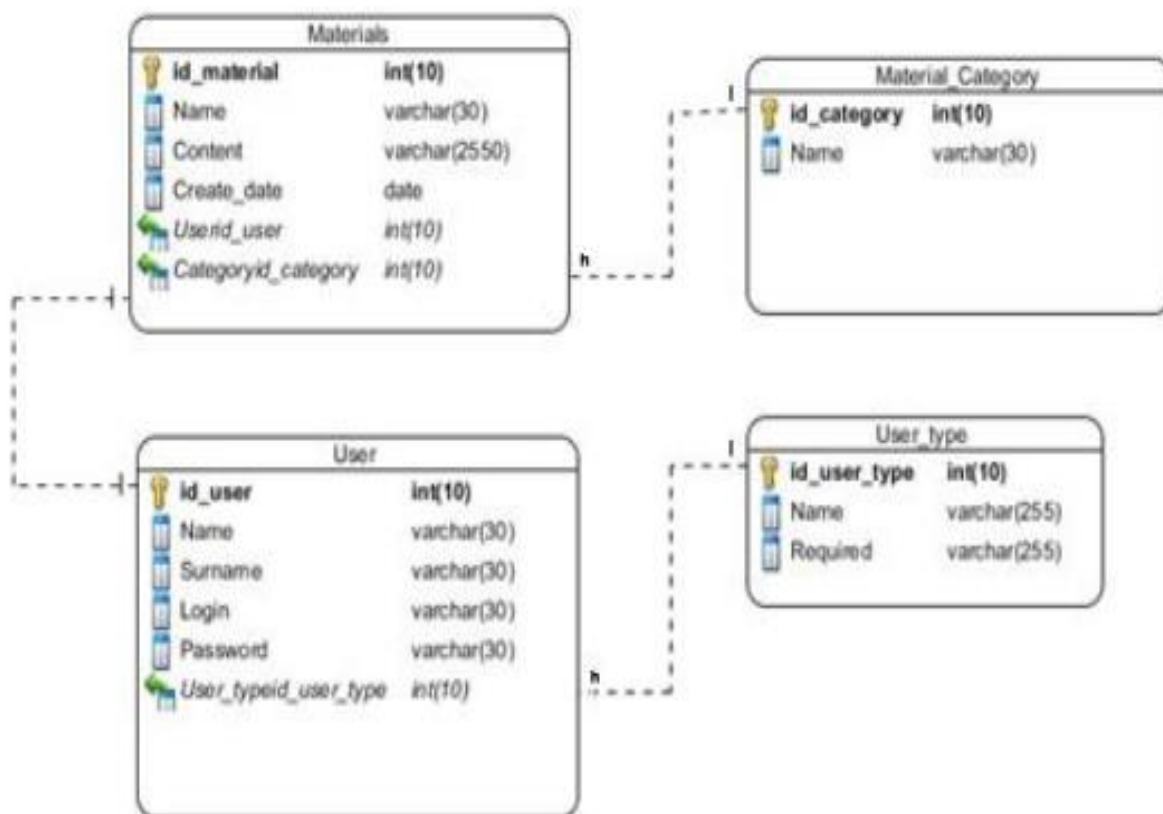 Materials
id_material int(10)
Name varchar(30)
Content varchar(2550)
Create_date date
Userid_user int(10)
Categoryid_category int(10)
Material_Category
id_category int(10)
Name varchar(30)
l
h
User
id_user int(10)
Name varchar(30)
Surname varchar(30)
Login varchar(30)
Password varchar(30)
User_typeid_user_type int(10)
User_type
id_user_type int(10)
Name varchar(255)
Required varchar(255)
l
h